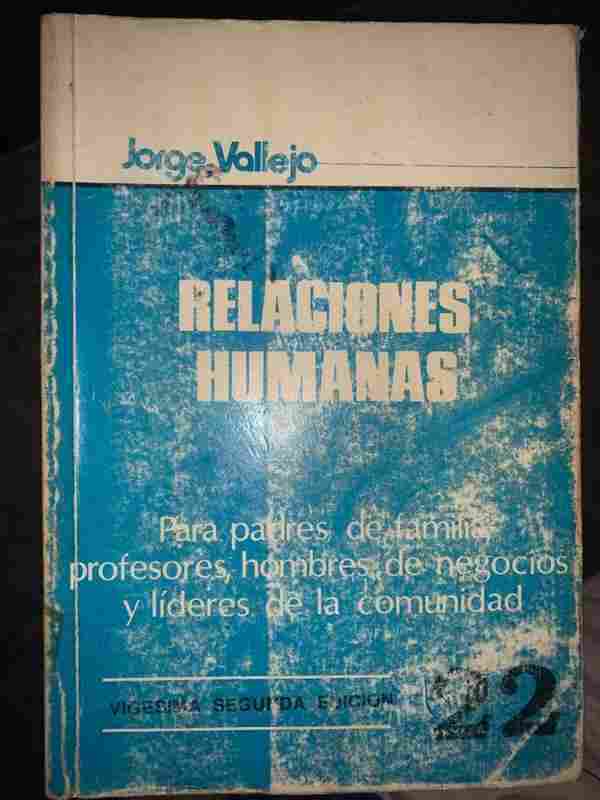 Jorge Vallejo
RELACIONES
HUMANAS
Para padres de familia,
profesores, hombres de negocios
y líderes de la comunidad
VIGESIMA SEGUNDA EDICION
22